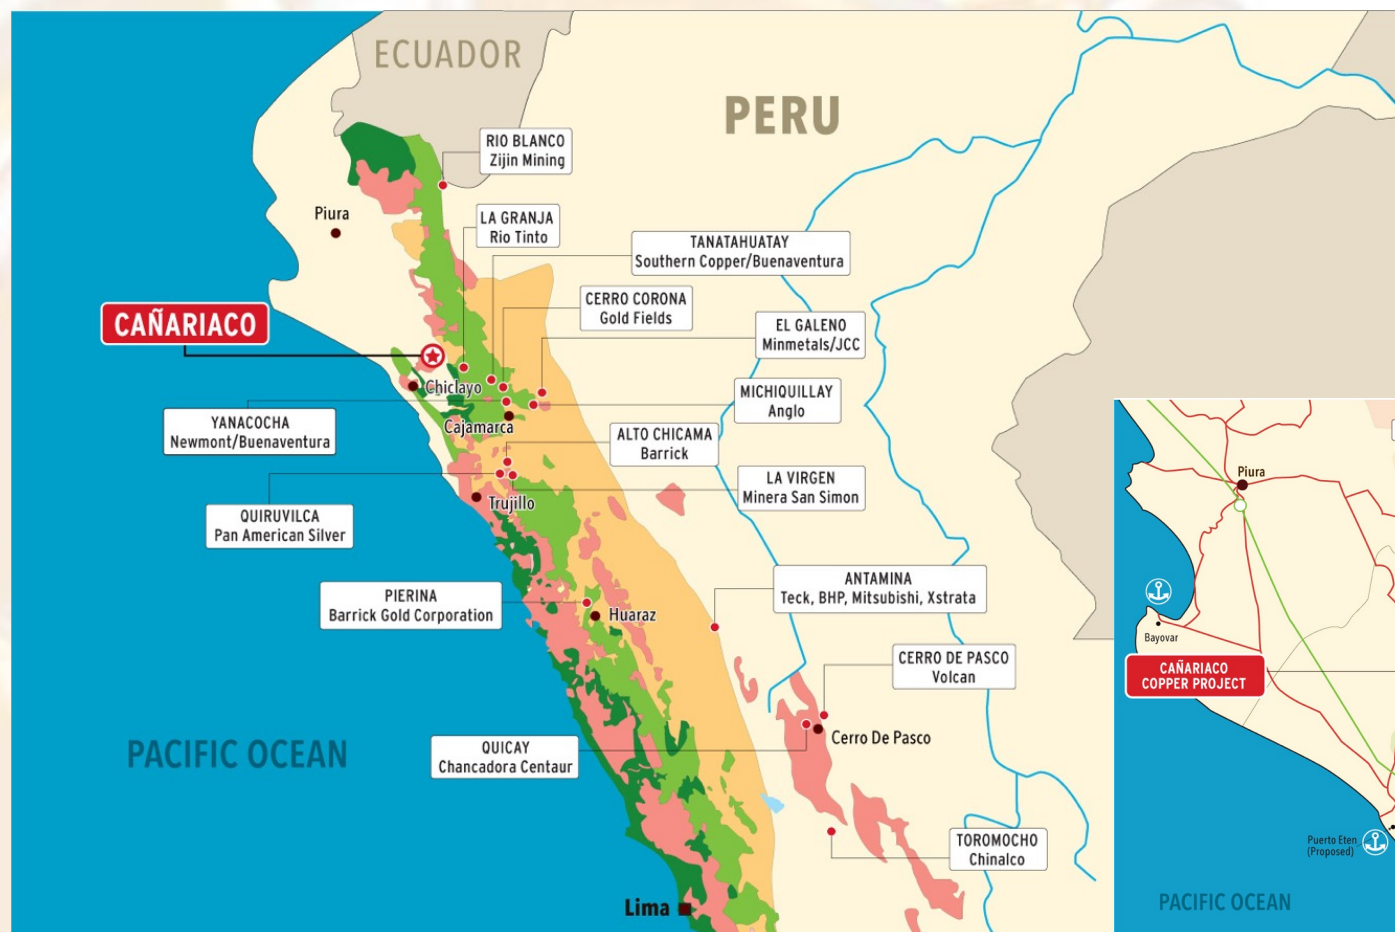 ECUADOR
PERU
RIO BLANCO
Zijin Mining
Piura
LA GRANJA
Rio Tinto
TANATAHUATAY
Southern Copper/Buenaventura
CERRO CORONA
Gold Fields
CAÑARIACO
EL GALENO
Minmetals/JCC
Chiclayo
MICHIQUILLAY
Anglo
YANACOCHA
Newmont/Buenaventura
Cajamarca
ALTO CHICAMA
Barrick
LA VIRGEN
Minera San Simon
Trujillo
QUIRUVILCA
Pan American Silver
PIERINA
Barrick Gold Corporation
Huaraz
ANTAMINA
Teck, BHP, Mitsubishi, Xstrata
CERRO DE PASCO
Volcan
Cerro De Pasco
QUICAY
Chancadora Centaur
PACIFIC OCEAN
TOROMOCHO
Chinalco
Lima
Piura
Bayovar
CAÑARIACO
COPPER PROJECT
Puerto Eten
(Proposed)
PACIFIC OCEAN